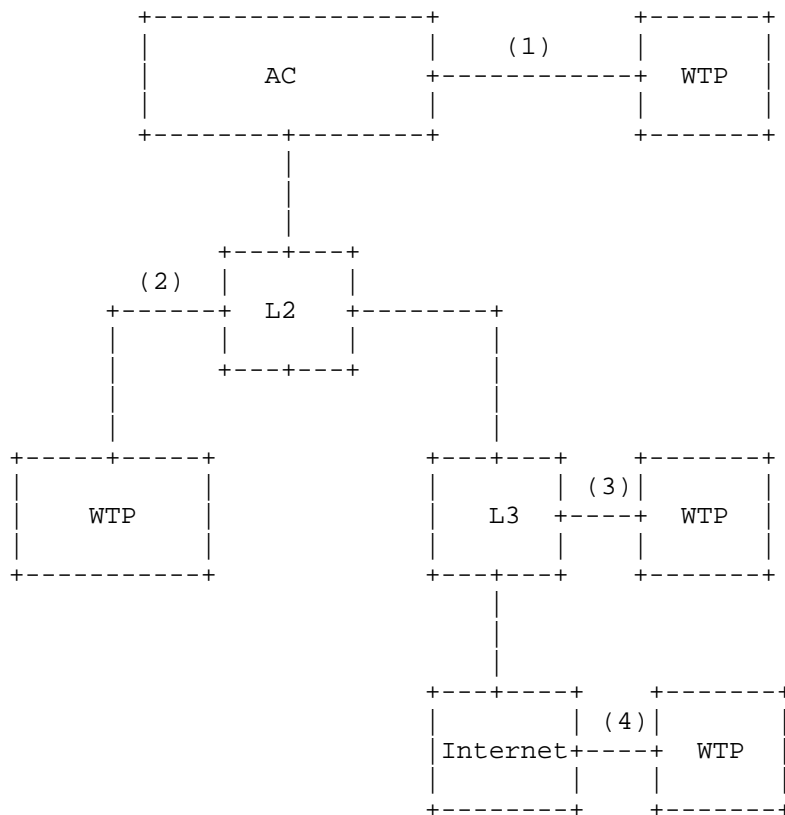 (1)
AC WTP
(2)
L2
(3)
WTP L3 WTP
(4)
Internet WTP